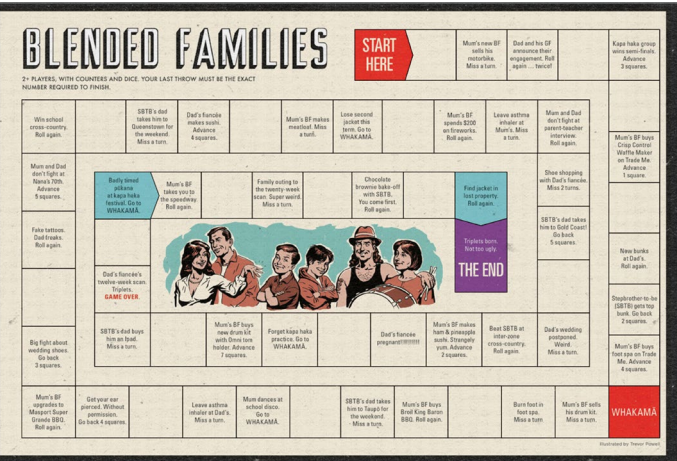 BLENDED FAMILIES
2+ PLAYERS, WITH COUNTERS AND DICE. YOUR LAST THROW MUST BE THE EXACT
NUMBER REQUIRED TO FINISH.
START
HERE
Mum's new BF
sells his
motorbike.
Miss a turn.
Dad and his GF
announce their
engagement. Roll
again ... twice!
Kapa haka group
wins semi-finals.
Advance
3 squares.
Win school
cross-country.
Roll again.
SBTB's dad
takes him to
Queenstown for
the weekend
Miss a turn.
Dad's fiancée
makes sushi.
Advance
4 squares.
Mum's BF makes
meatloaf. Miss
a turn.
Lose second
jacket this
term. Go to
WHAKAMĀ.
Mum's BF
spends $200
on fireworks.
Roll again.
Leave asthma
inhaler at
Mum's. Miss
a turn.
Mum and Dad
don't fight at
parent-teacher
interview.
Roll again.
Mum's BF buys
Crisp Control
Waffle Maker
on Trade Me.
Advance
1 square.
Mum and Dad
don't fight at
Nana's 70th.
Advance
5 squares.
Badly timed
pūkana
at kapa haka
festival. Go to
WHAKAMĀ.
Mum's BF
takes you to
the speedway.
Roll again.
Family outing to
the twenty-week
scan. Super weird.
Miss a turn.
Chocolate
brownie bake-off
with SBTB.
You come first.
Roll again.
Find jacket in
lost property.
Roll again.
Shoe shopping
with Dad's fiancée.
Miss 2 turns.
Fake tattoos.
Dad freaks.
Roll again.
Triplets born.
Not too ugly.
THE END
SBTB's dad takes
him to Gold Coast!
Go back
5 squares.
New bunks
at Dad's.
Roll again.
Dad's fiancée's
twelve-week scan.
Triplets.
GAME OVER.
Stepbrother-to-be
(SBTB) gets top
bunk. Go back
2 squares.
Big fight about
wedding shoes.
Go back
3 squares.
SBTB's dad buys
him an Ipad.
Miss a turn.
Mum's BF buys
new drum kit
with Omni tom
holder. Advance
7 squares.
Forget kapa haka
practice. Go to
WHAKAMĀ.
Dad's fiancée
pregnant!!!!!!!!!!
Mum's BF makes
ham & pineapple
sushi. Strangely
yum. Advance
2 squares.
Beat SBTB at
inter-zone
cross-country.
Roll again.
Dad's wedding
postponed.
Weird.
Miss a turn.
Mum's BF buys
foot spa on Trade
Me. Advance
4 squares.
Mum's BF
upgrades to
Masport Super
Grande BBQ.
Roll again.
Get your ear
pierced. Without
permission.
Go back 4 squares.
Leave asthma
inhaler at Dad's.
Miss a turn.
Mum dances at
school disco.
Go to
WHAKAMĀ.
SBTB's dad takes
him to Taupō for
the weekend.
Miss a turn.
Mum's BF buys
Broil King Baron
BBQ. Roll again.
Burn foot in
foot spa.
Miss a turn
Mum's BF sells
his drum kit.
Miss a turn.
WHAKAMĀ
Illustrated by Trevor Pilow